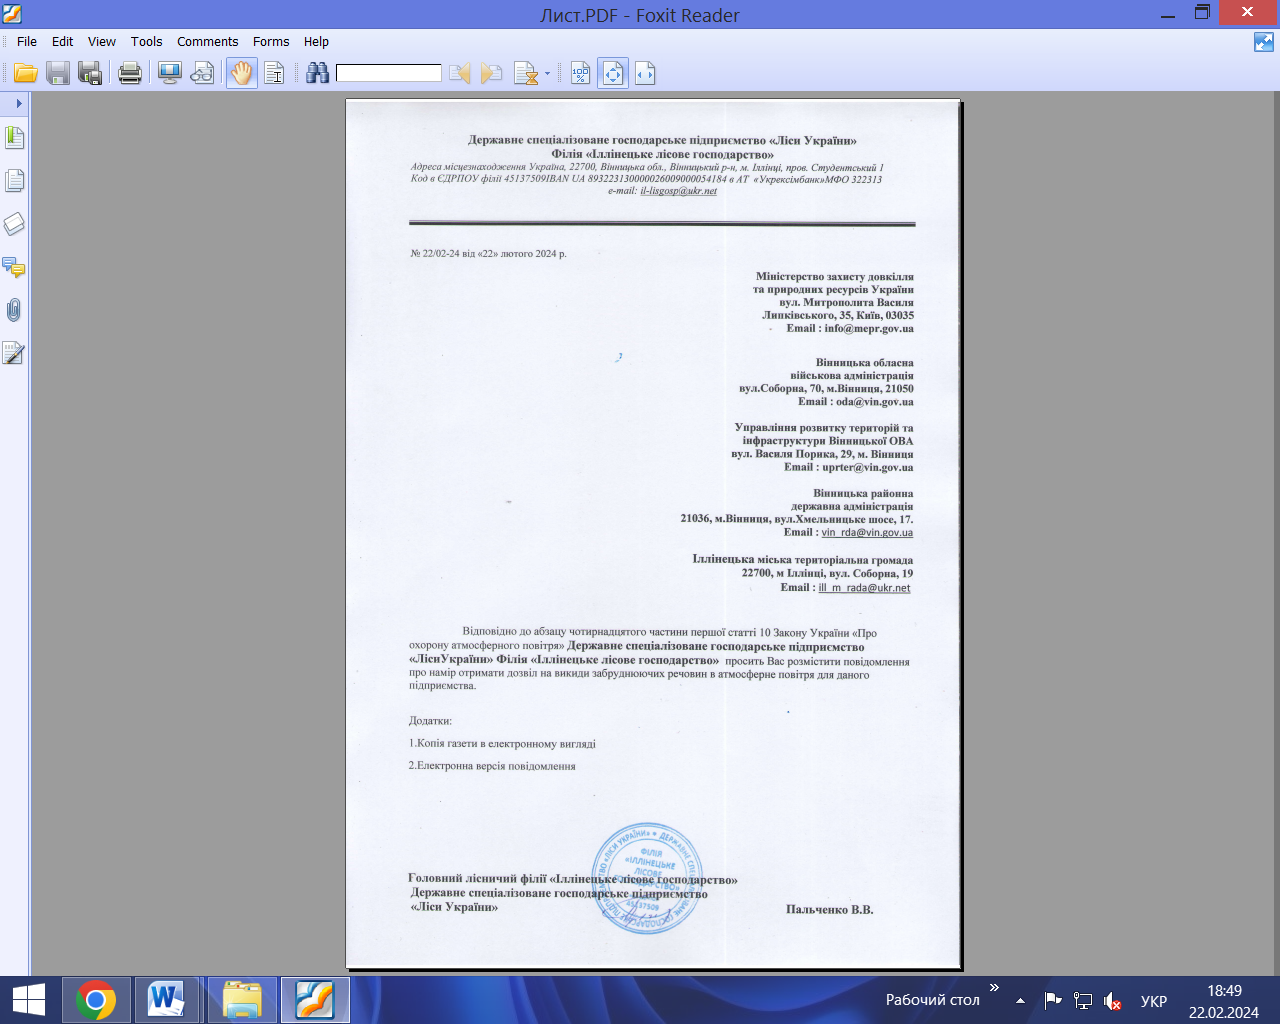 Лист.PDF - Foxit Reader
File Edit View Tools Comments Forms Help
Державне спеціалізоване господарське підприємство «Ліси України»
Філія «Іллінецьке лісове господарство»
Адреса місцезнаходження Україна, 22700, Вінницька обл., Вінницький р-н, м. Іллінці, пров. Студентський 1
Код в ЄДРПОУ філії 45137509IBAN UA 893223130000026009000054184 в АТ «Укрексімбанк»МФО 322313
e-mail: il-lisgosp@ukr.net
№ 22/02-24 від «22» лютого 2024 р.
Міністерство захисту довкілля
та природних ресурсів України
вул. Митрополита Василя
Липківського, 35, Київ, 03035
Email : info@mepr.gov.ua
Вінницька обласна
військова адміністрація
вул.Соборна, 70, м.Вінниця, 21050
Email : oda@vin.gov.ua
Управління розвитку територій та
інфраструктури Вінницької ОВА
вул. Василя Порика, 29, м. Вінниця
Email : uprter@vin.gov.ua
Вінницька районна
державна адміністрація
21036, м.Вінниця, вул.Хмельницьке шосе, 17.
Email : vin_rda@vin.gov.ua
Іллінецька міська територіальна громада
22700, м Іллінці, вул. Соборна, 19
Email : ill_m_rada@ukr.net
Відповідно до абзацу чотирнадцятого частини першої статті 10 Закону України «Про
охорону атмосферного повітря» Державне спеціалізоване господарське підприємство
«ЛісиУкраїни» Філія «Іллінецьке лісове господарство» просить Вас розмістити повідомлення
про намір отримати дозвіл на викиди забруднюючих речовин в атмосферне повітря для даного
підприємства.
Додатки:
1.Копія газети в електронному вигляді
2.Електронна версія повідомлення
ФІЛІЯ
«ІЛЛІНЕЦЬКЕ
ЛІСОВЕ
ГОСПОДАРСТВО»
45137509
Головний лісничий філії «Іллінецьке лісове господарство»
Державне спеціалізоване господарське підприємство
«Ліси України» Пальченко В.В.
Рабочий стол » УКР 18:49
22.02.2024